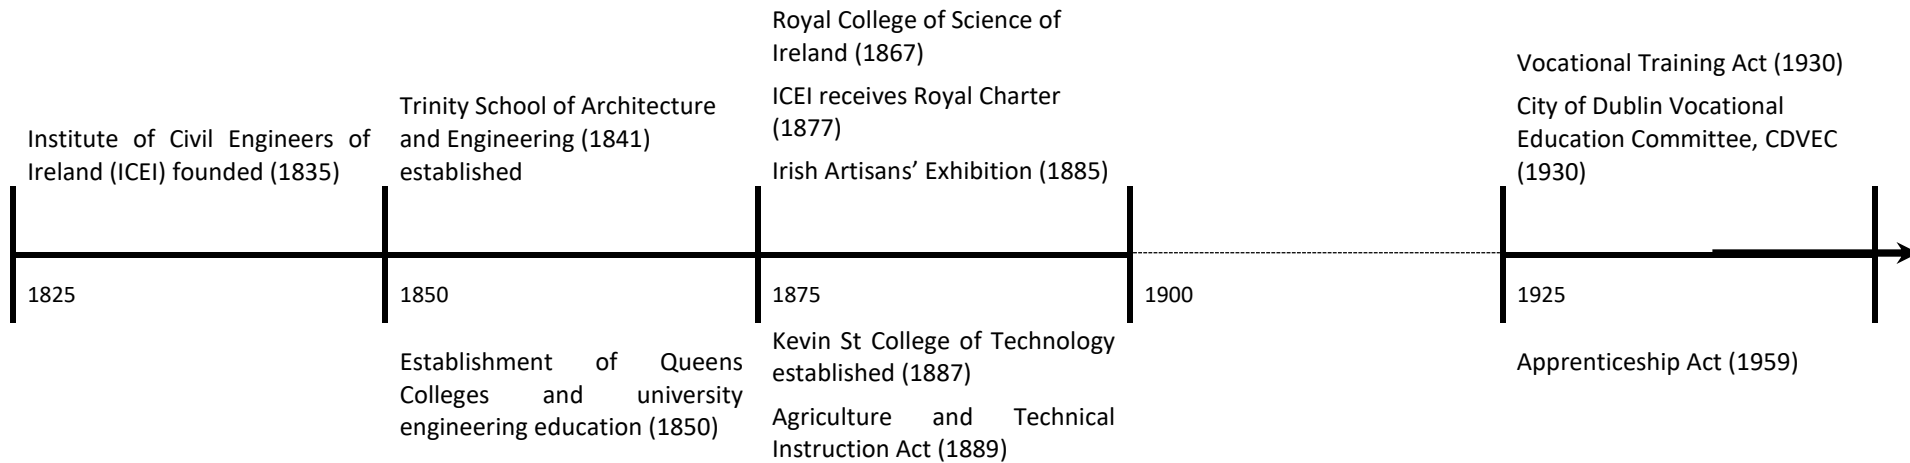 Institute of Civil Engineers of
Ireland (ICEI) founded (1835)
Trinity School of Architecture
and Engineering (1841)
established
Royal College of Science of
Ireland (1867)
ICEI receives Royal Charter
(1877)
Irish Artisans’ Exhibition (1885)
Vocational Training Act (1930)
City of Dublin Vocational
Education Committee, CDVEC
(1930)
1825
1850
1875
1900
1925
Establishment of Queens
Colleges and university
engineering education (1850)
Kevin St College of Technology
established (1887)
Agriculture and Technical
Instruction Act (1889)
Apprenticeship Act (1959)